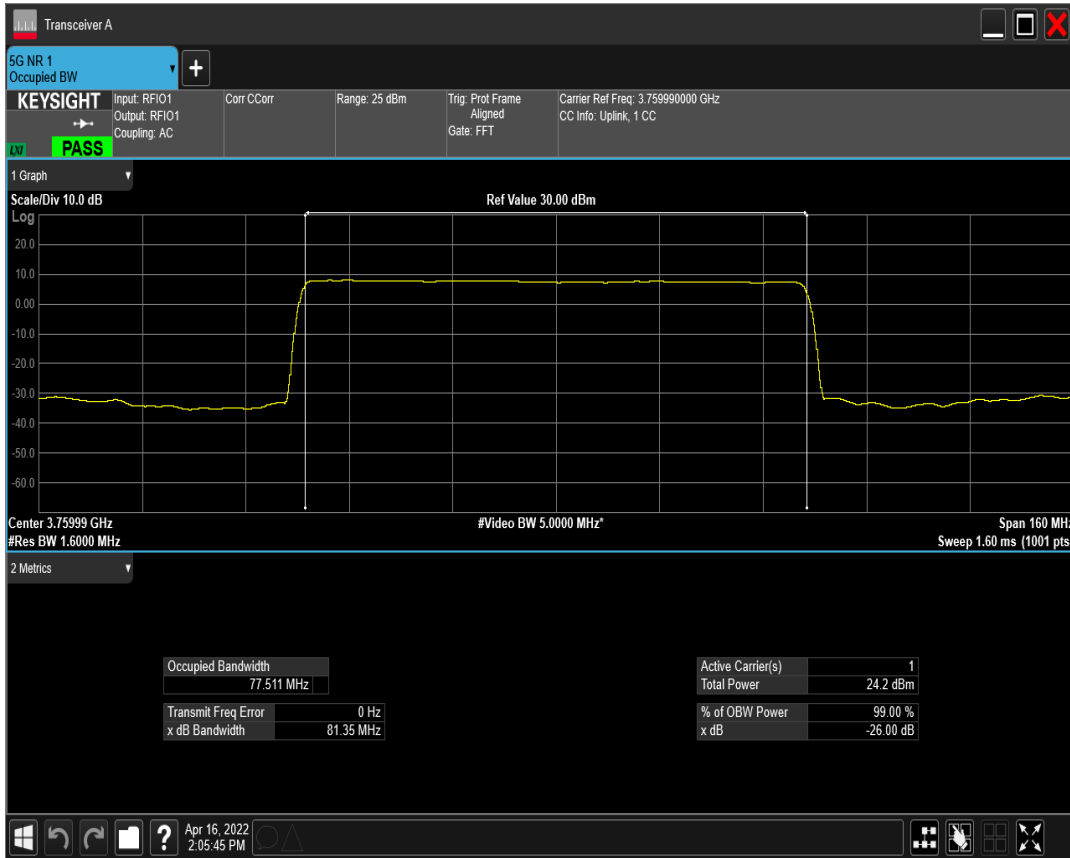 Transceiver A
5G NR 1
Occupied BW
KEYSIGHT
LXI
PASS
Input: RFIO1
Output: RFIO1
Coupling: AC
Corr CCorr
Range: 25 dBm
Trig: Prot Frame
Aligned
Gate: FFT
Carrier Ref Freq: 3.759990000 GHz
CC Info: Uplink, 1 CC
1 Graph
Scale/Div 10.0 dB
Ref Value 30.00 dBm
Log
20.0
10.0
0.00
-10.0
-20.0
-30.0
-40.0
-50.0
-60.0
Center 3.75999 GHz
#Video BW 5.0000 MHz*
Span 160 MHz
#Res BW 1.6000 MHz
Sweep 1.60 ms (1001 pts
2 Metrics
Occupied Bandwidth
77.511 MHz
Transmit Freq Error 0 Hz
x dB Bandwidth 81.35 MHz
Active Carrier(s) 1
Total Power 24.2 dBm
% of OBW Power 99.00 %
x dB -26.00 dB
?
Apr 16, 2022
2:05:45 PM